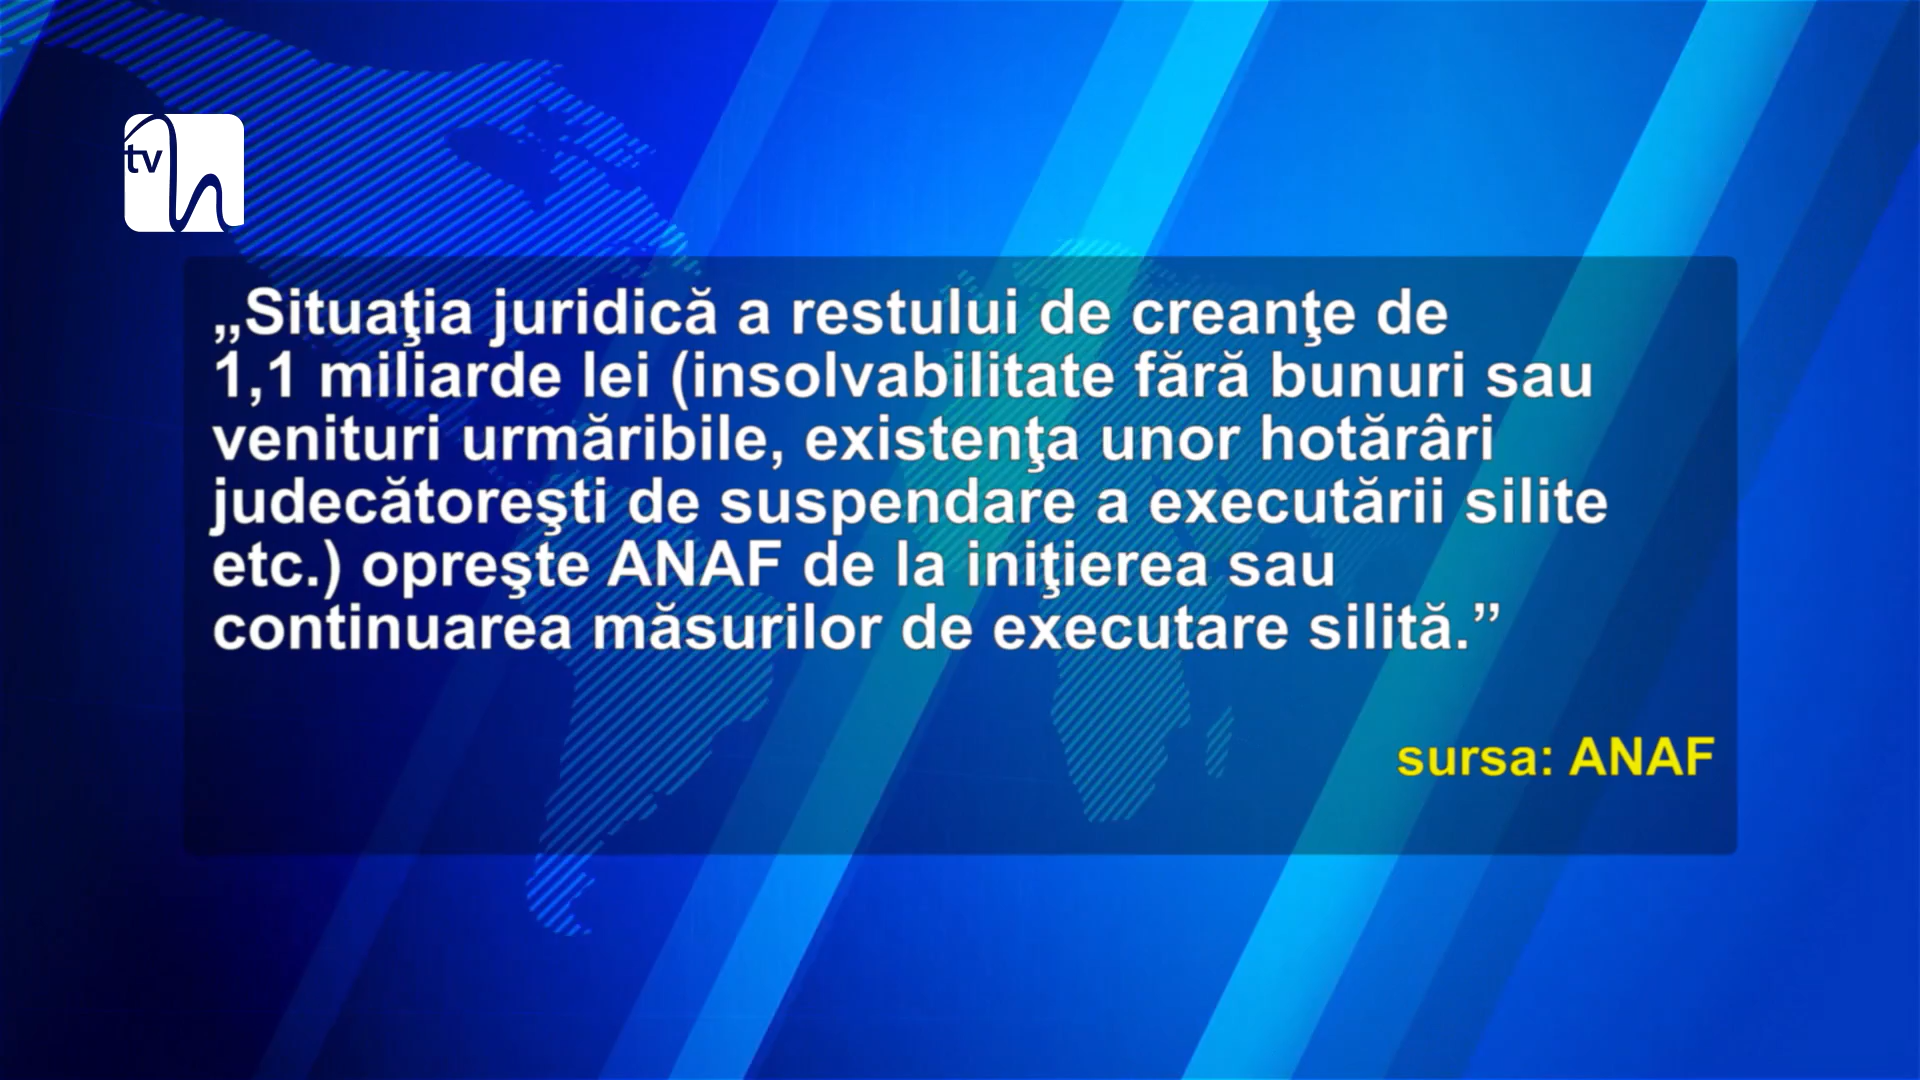 tv
„Situaţia juridică a restului de creanţe de
1,1 miliarde lei (insolvabilitate fără bunuri sau
venituri urmăribile, existenţa unor hotărâri
judecătoreşti de suspendare a executării silite
etc.) opreşte ANAF de la iniţierea sau
continuarea măsurilor de executare silită.”
sursa: ANAF